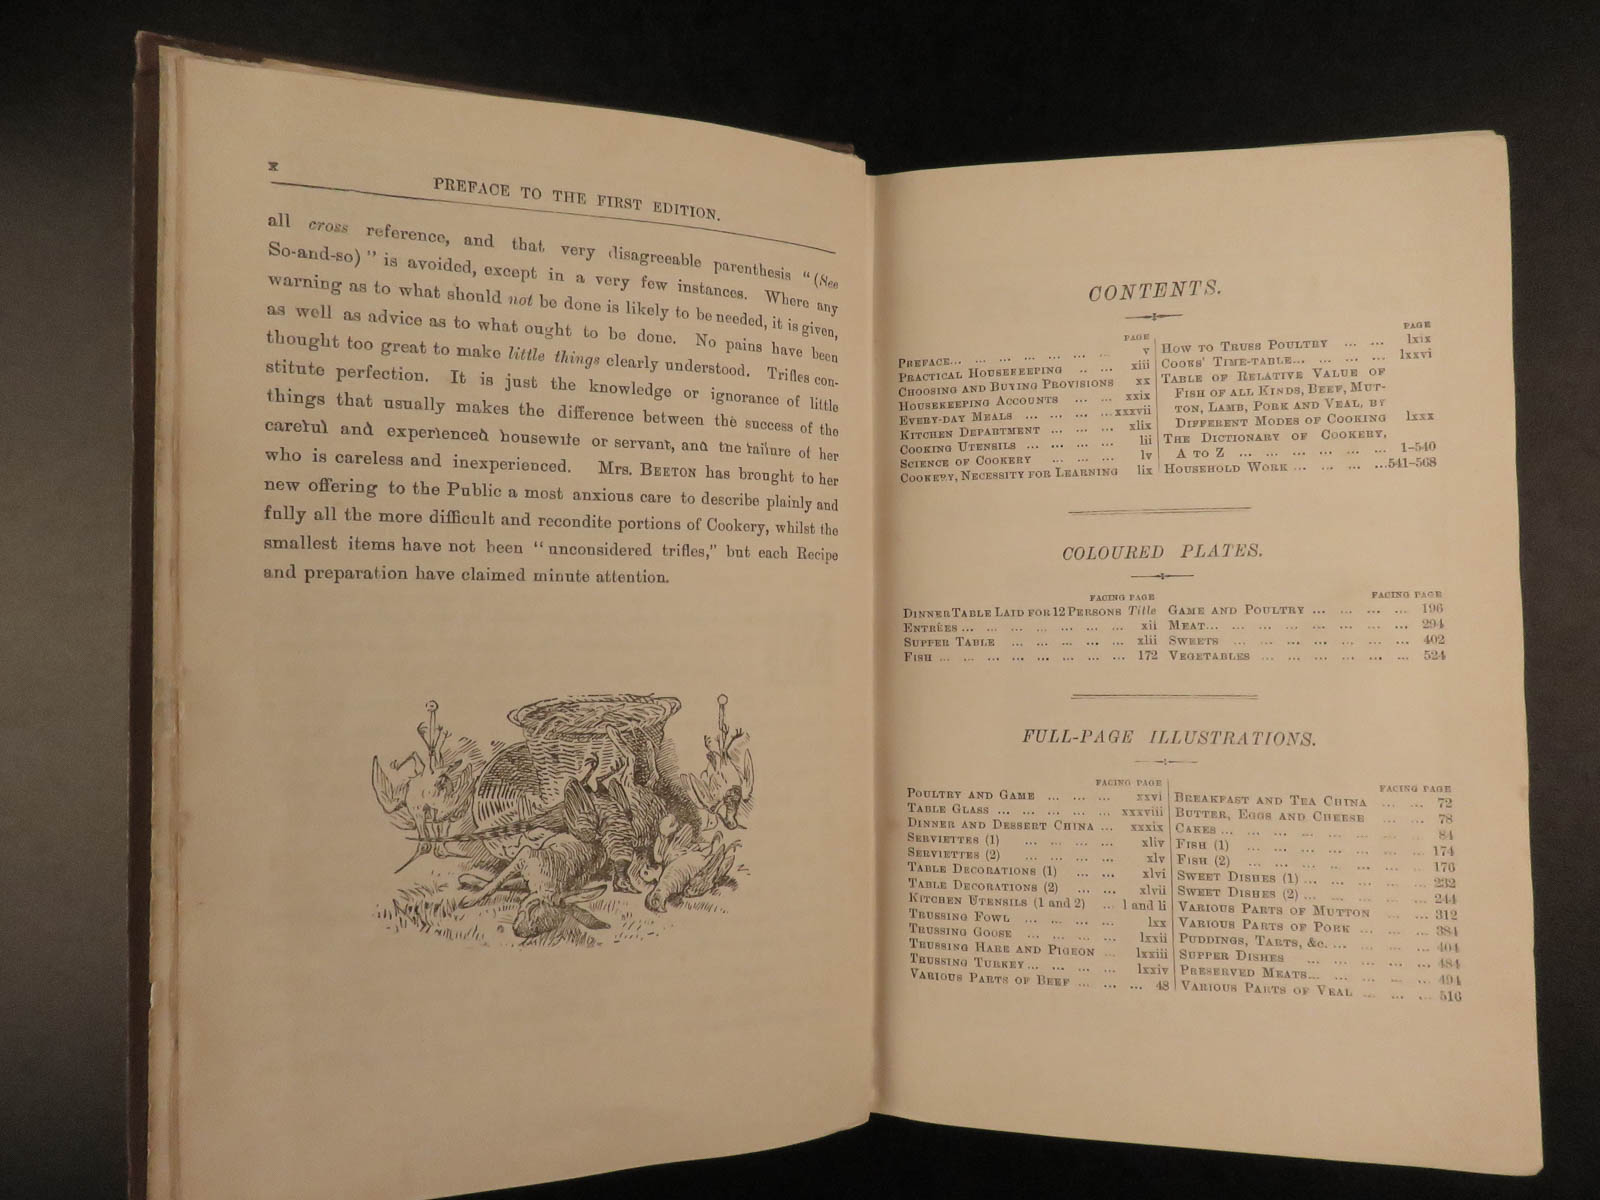 x
PREFACE TO THE FIRST EDITION.
all cross reference, and that very disagreeable parenthesis "(See
So-and-so)" is avoided, except in a very few instances. Where any
warning as to what should not be done is likely to be needed, it is given,
as well as advice as to what ought to be done. No pains have been
thought too great to make little things clearly understood. Trifles con-
stitute perfection. It is just the knowledge or ignorance of little
things that usually makes the difference between the success of the
careful and experienced housewife or servant, and the failure of her
who is careless and inexperienced. Mrs. BEETON has brought to her
new offering to the Public a most anxious care to describe plainly and
fully all the more difficult and recondite portions of Cookery, whilst the
smallest items have not been "unconsidered trifles," but each Recipe
and preparation have claimed minute attention.
CONTENTS.
PAGE
PREFACE... ... ... ... ... ... ... v
PRACTICAL HOUSEKEEPING ... ... xiii
CHOOSING AND BUYING PROVISIONS xx
HOUSEKEEPING ACCOUNTS ... ... xxix
EVERY-DAY MEALS ... ... ... ... xxxvii
KITCHEN DEPARTMENT ... ... ... xlix
COOKING UTENSILS ... ... ... ... lii
SCIENCE OF COOKERY ... ... ... lv
COOKERY, NECESSITY FOR LEARNING lix
PAGE
HOW TO TRUSS POULTRY ... ... lxix
COOKS' TIME-TABLE... ... ... ... lxxvi
TABLE OF RELATIVE VALUE OF
FISH OF ALL KINDS, BEEF, MUT-
TON, LAMB, PORK AND VEAL, BY
DIFFERENT MODES OF COOKING lxxx
THE DICTIONARY OF COOKERY,
A TO Z ... ... ... ... ... ... 1–540
HOUSEHOLD WORK ... ... ... ...541–568
COLOURED PLATES.
FACING PAGE
DINNER TABLE LAID FOR 12 PERSONS Title
ENTRÉES ... ... ... ... ... ... ... xii
SUPPER TABLE ... ... ... ... ... xlii
FISH ... ... ... ... ... ... ... ... 172
FACING PAGE
GAME AND POULTRY ... ... ... ... 196
MEAT... ... ... ... ... ... ... ... 294
SWEETS ... ... ... ... ... ... ... 402
VEGETABLES ... ... ... ... ... ... 524
FULL-PAGE ILLUSTRATIONS.
FACING PAGE
POULTRY AND GAME ... ... ... xxvi
TABLE GLASS ... ... ... ... ... xxxviii
DINNER AND DESSERT CHINA ... xxxix
SERVIETTES (1) ... ... ... ... xliv
SERVIETTES (2) ... ... ... ... xlv
TABLE DECORATIONS (1) ... ... xlvi
TABLE DECORATIONS (2) ... ... xlvii
KITCHEN UTENSILS (1 and 2) ... l and li
TRUSSING FOWL ... ... ... ... lxx
TRUSSING GOOSE ... ... ... ... lxxii
TRUSSING HARE AND PIGEON ... lxxiii
TRUSSING TURKEY ... ... ... ... lxxiv
VARIOUS PARTS OF BEEF ... ... ... 48
FACING PAGE
BREAKFAST AND TEA CHINA ... ... 72
BUTTER, EGGS AND CHEESE ... ... 78
CAKES ... ... ... ... ... ... ... 84
FISH (1) ... ... ... ... ... ... 174
FISH (2) ... ... ... ... ... ... 176
SWEET DISHES (1) ... ... ... ... ... 232
SWEET DISHES (2) ... ... ... ... ... 244
VARIOUS PARTS OF MUTTON ... ... 312
VARIOUS PARTS OF PORK ... ... ... 384
PUDDINGS, TARTS, &c. ... ... ... ... 404
SUPPER DISHES ... ... ... ... ... 484
PRESERVED MEATS... ... ... ... ... 494
VARIOUS PARTS OF VEAL ... ... ... 516